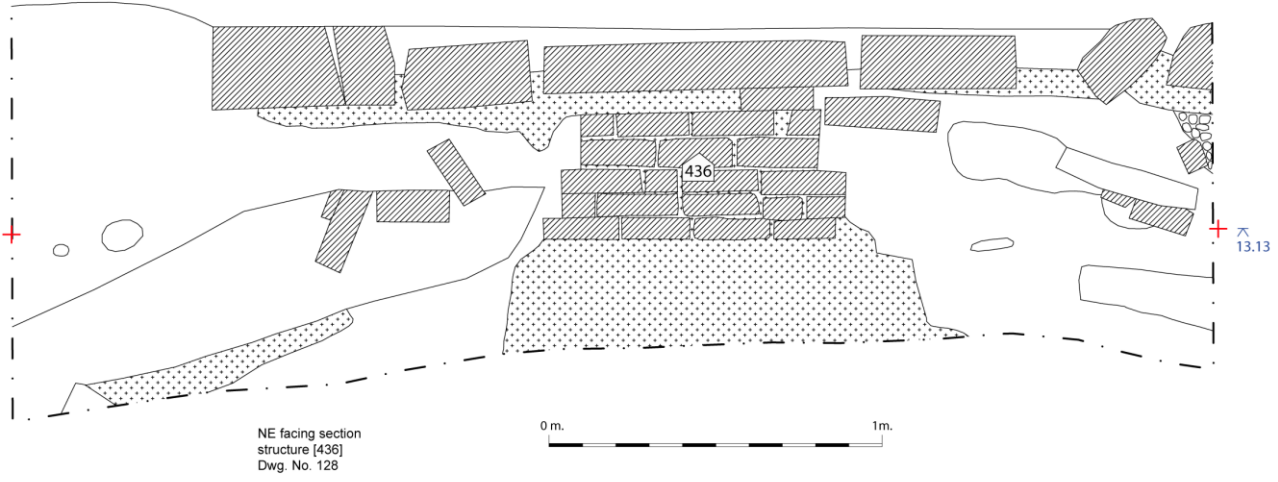 436
13.13
NE facing section
structure [436]
Dwg. No. 128
0 m.
1m.